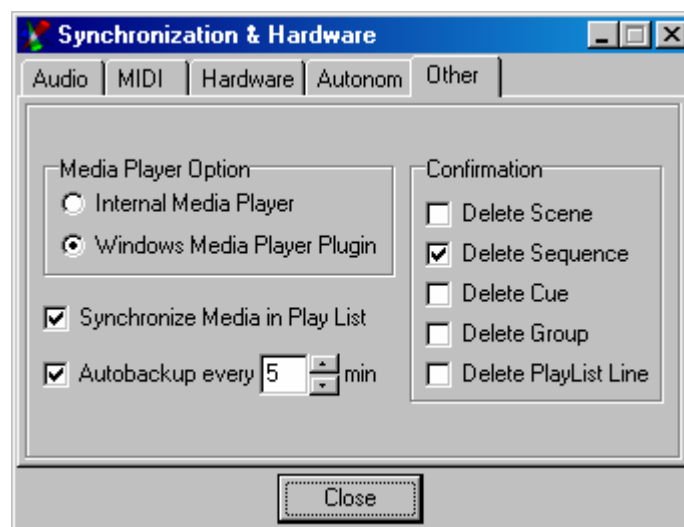 Synchronization & Hardware
Audio MIDI Hardware Autonom Other
Media Player Option
Internal Media Player
Windows Media Player Plugin
Synchronize Media in Play List
Autobackup every 5 min
Confirmation
Delete Scene
Delete Sequence
Delete Cue
Delete Group
Delete PlayList Line
Close